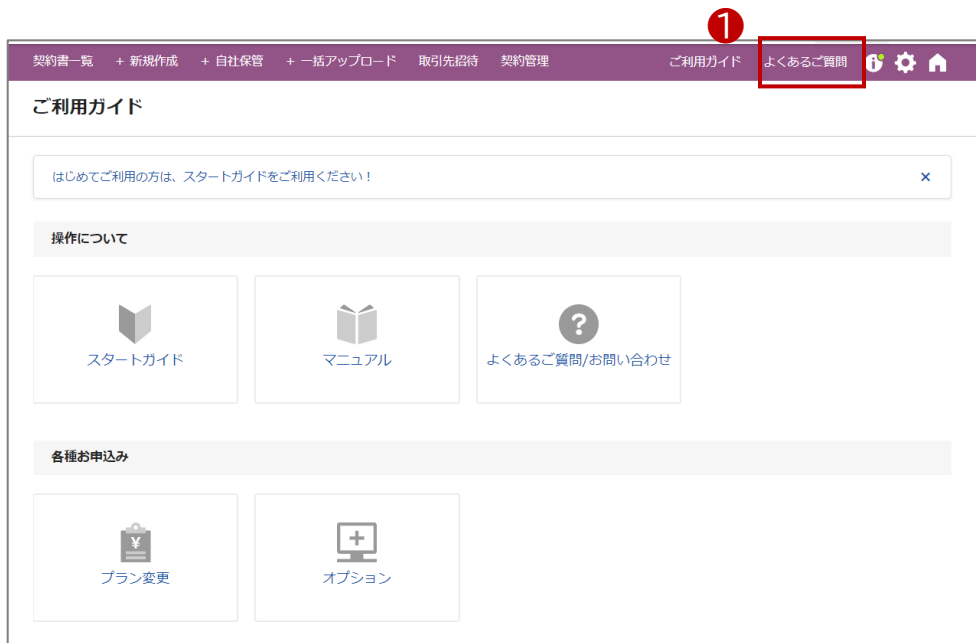 1
契約書一覧 + 新規作成 + 自社保管 + 一括アップロード 取引先招待 契約管理 ご利用ガイド よくあるご質問
ご利用ガイド
はじめてご利用の方は、スタートガイドをご利用ください！ ×
操作について
スタートガイド マニュアル よくあるご質問/お問い合わせ
各種お申込み
プラン変更 オプション